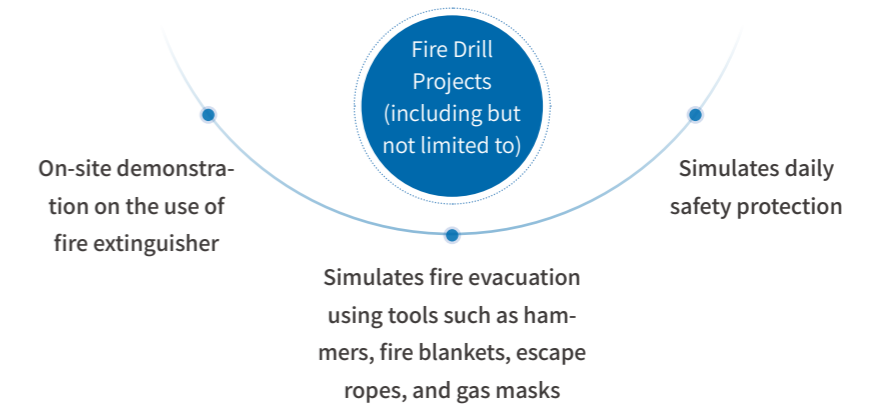 Fire Drill
Projects
(including but
not limited to)
On-site demonstra-
tion on the use of
fire extinguisher
Simulates fire evacuation
using tools such as ham-
mers, fire blankets, escape
ropes, and gas masks
Simulates daily
safety protection